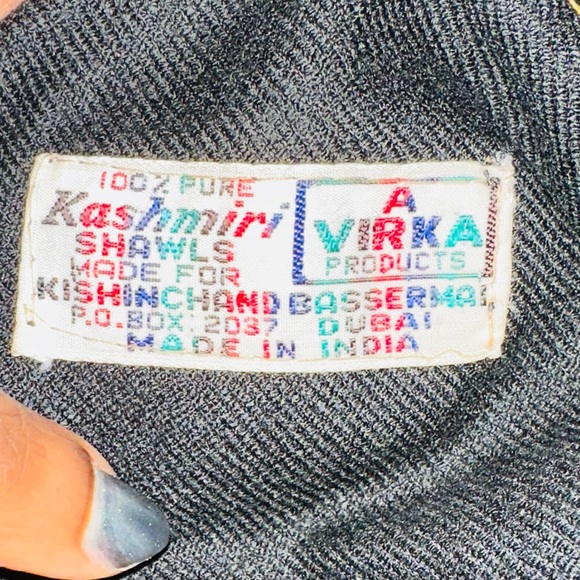 100% PURE
Kashmiri
SHAWLS
MADE FOR
A
VIRKA
PRODUCTS
KISHINCHAND BASSERMAL
P.O. BOX: 2037 DUBAI
MADE IN INDIA